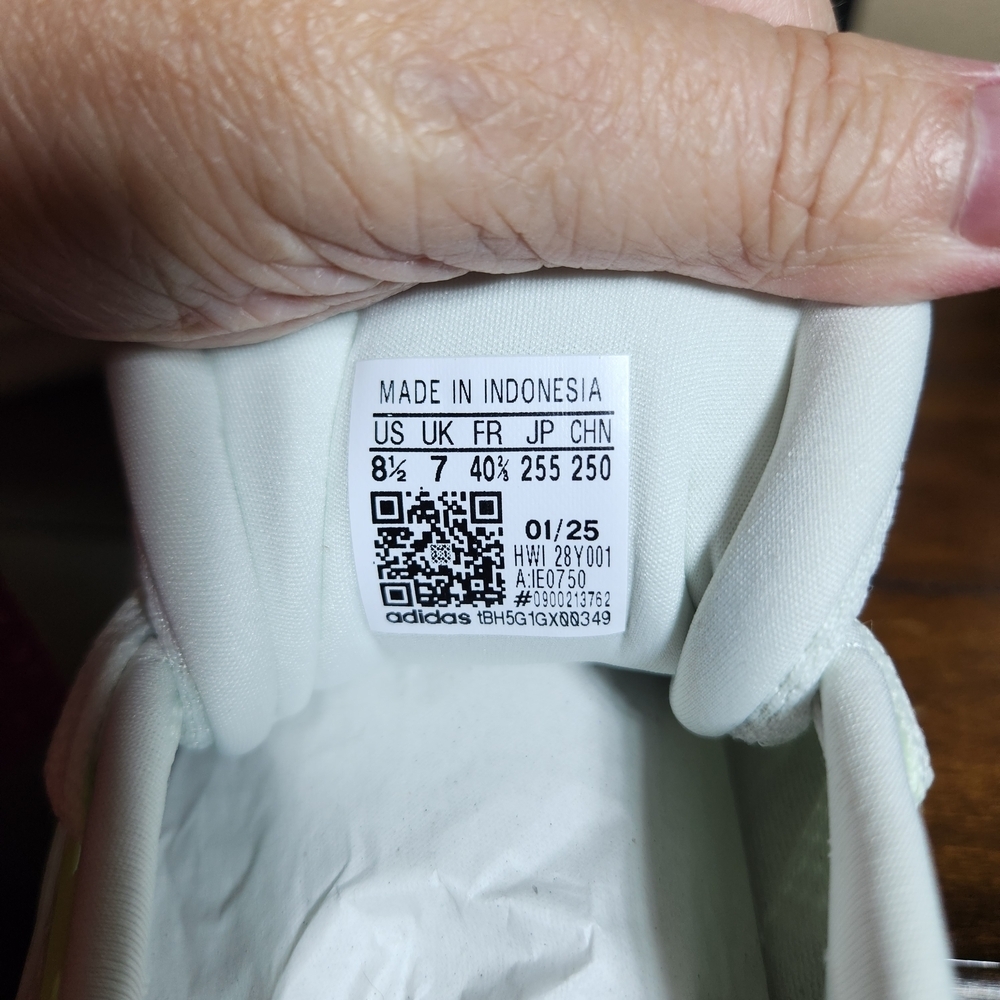 MADE IN INDONESIA
US UK FR JP CHN
8½ 7 40⅔ 255 250
01/25
HWI 28Y001
A:IE0750
#0900213762
adidas tBH5G1GX00349